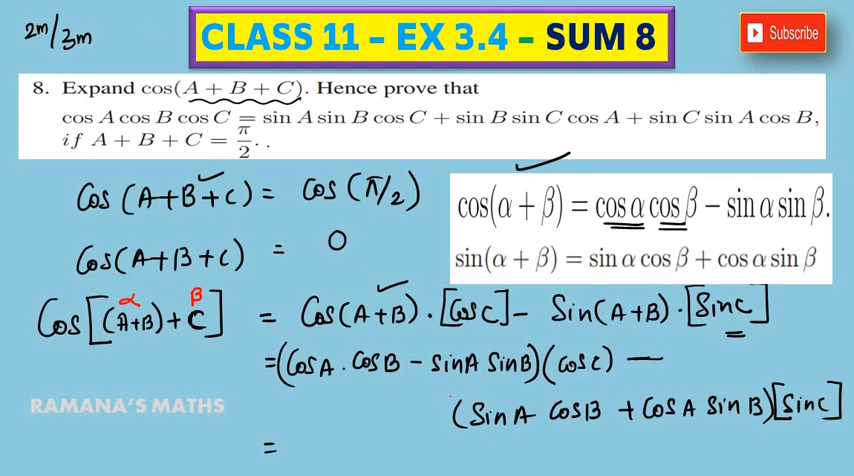 2m/3m
CLASS 11 – EX 3.4 – SUM 8
Subscribe
8. Expand cos(A + B + C). Hence prove that
cos A cos B cos C = sin A sin B cos C + sin B sin C cos A + sin C sin A cos B,
if A + B + C = π/2. .
Cos (A+B+C) = cos (π/2)
Cos(A+B+C) = 0
cos(α + β) = cos α cos β − sin α sin β.
sin(α + β) = sin α cos β + cos α sin β
α β
Cos[(A+B)+C] = Cos(A+B) · [cosC] − Sin(A+B) · [SinC]
= (CosA · CosB − SinA SinB)(cosC) −
(SinA CosB + CosA SinB)[SinC]
RAMANA'S MATHS
=